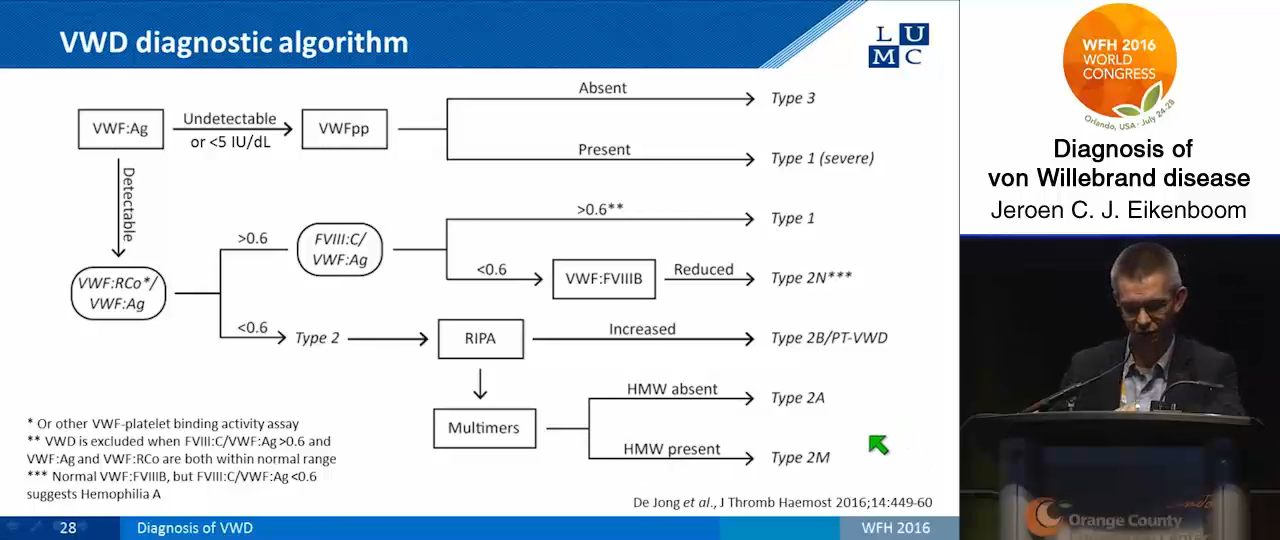 VWD diagnostic algorithm
L U
M C
VWF:Ag
Undetectable
or <5 IU/dL
VWFpp
Absent
Type 3
Present
Type 1 (severe)
Detectable
VWF:RCo*/
VWF:Ag
>0.6
FVIII:C/
VWF:Ag
>0.6**
Type 1
<0.6
VWF:FVIIIB
Reduced
Type 2N***
<0.6
Type 2
RIPA
Increased
Type 2B/PT-VWD
Multimers
HMW absent
Type 2A
HMW present
Type 2M
* Or other VWF-platelet binding activity assay
** VWD is excluded when FVIII:C/VWF:Ag >0.6 and
VWF:Ag and VWF:RCo are both within normal range
*** Normal VWF:FVIIIB, but FVIII:C/VWF:Ag <0.6
suggests Hemophilia A
De Jong et al., J Thromb Haemost 2016;14:449-60
28
Diagnosis of VWD
WFH 2016
WFH 2016
WORLD
CONGRESS
Orlando, USA · July 24-28
Diagnosis of
von Willebrand disease
Jeroen C. J. Eikenboom
Orange County